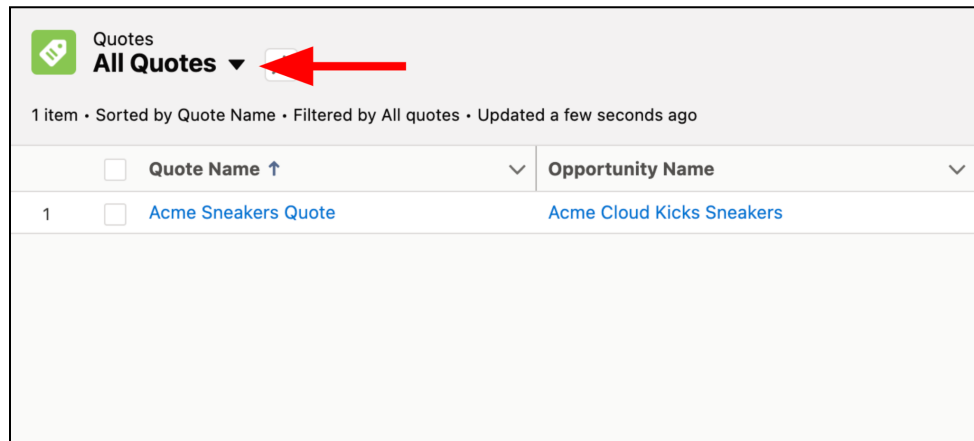 Quotes
All Quotes
1 item • Sorted by Quote Name • Filtered by All quotes • Updated a few seconds ago
Quote Name Opportunity Name
1 Acme Sneakers Quote Acme Cloud Kicks Sneakers